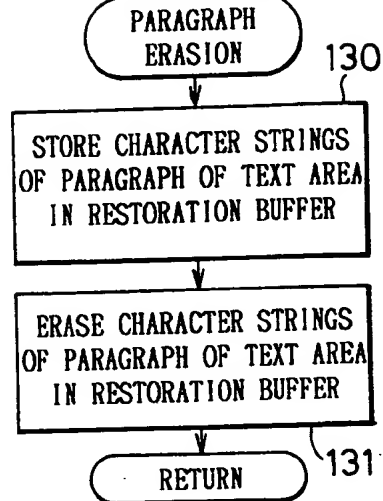 PARAGRAPH
ERASION
130
STORE CHARACTER STRINGS
OF PARAGRAPH OF TEXT AREA
IN RESTORATION BUFFER
ERASE CHARACTER STRINGS
OF PARAGRAPH OF TEXT AREA
IN RESTORATION BUFFER
131
RETURN